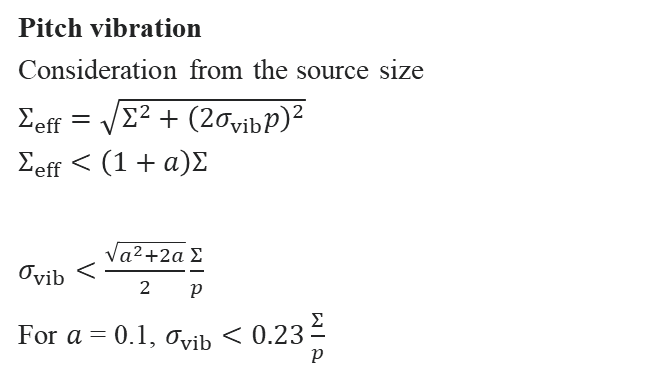 Pitch vibration
Consideration from the source size
Σeff = √Σ² + (2σvibp)²
Σeff < (1 + a)Σ
σvib < √a²+2a/2 Σ/p
For a = 0.1, σvib < 0.23 Σ/p